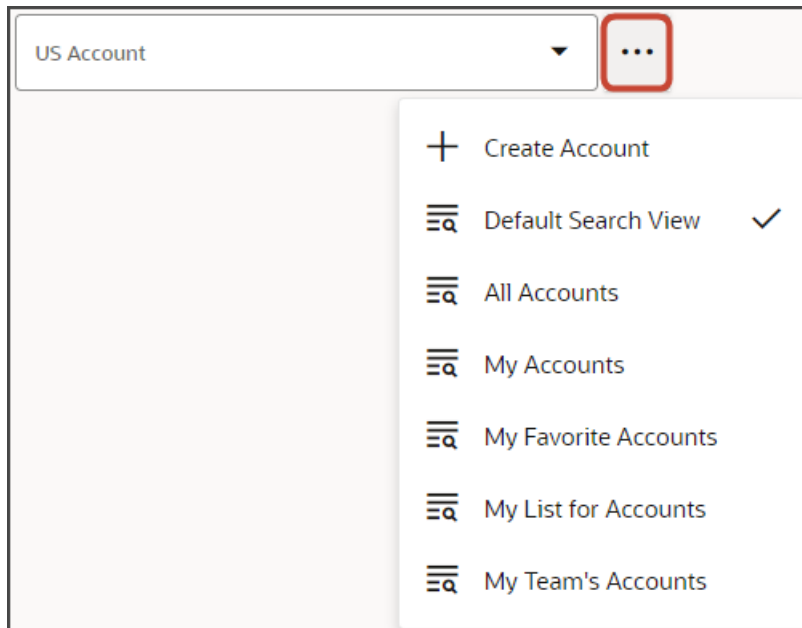 US Account
Create Account
Default Search View
All Accounts
My Accounts
My Favorite Accounts
My List for Accounts
My Team's Accounts